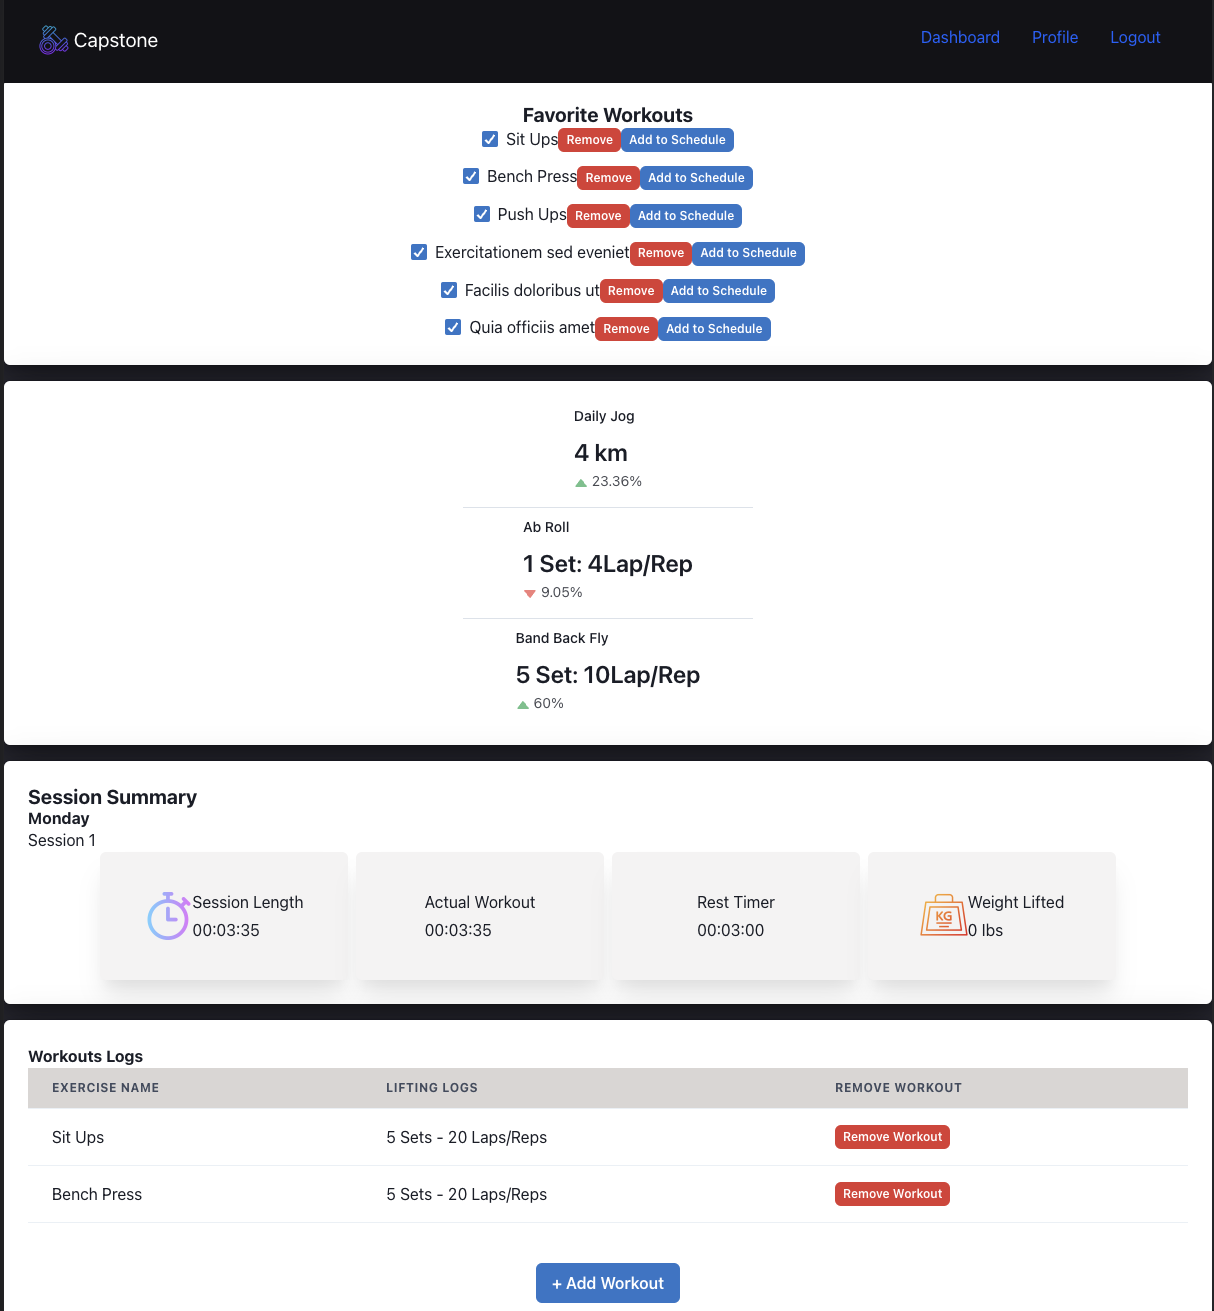 Capstone
Dashboard Profile Logout
Favorite Workouts
Sit Ups Remove Add to Schedule
Bench Press Remove Add to Schedule
Push Ups Remove Add to Schedule
Exercitationem sed eveniet Remove Add to Schedule
Facilis doloribus ut Remove Add to Schedule
Quia officiis amet Remove Add to Schedule
Daily Jog
4 km
23.36%
Ab Roll
1 Set: 4Lap/Rep
9.05%
Band Back Fly
5 Set: 10Lap/Rep
60%
Session Summary
Monday
Session 1
Session Length
00:03:35
Actual Workout
00:03:35
Rest Timer
00:03:00
KG
Weight Lifted
0 lbs
Workouts Logs
EXERCISE NAME LIFTING LOGS REMOVE WORKOUT
Sit Ups 5 Sets - 20 Laps/Reps Remove Workout
Bench Press 5 Sets - 20 Laps/Reps Remove Workout
+ Add Workout